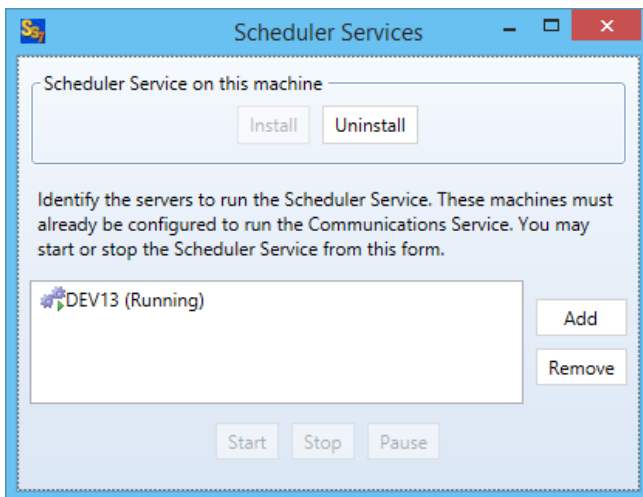 SS7
Scheduler Services
Scheduler Service on this machine
Install
Uninstall
Identify the servers to run the Scheduler Service. These machines must
already be configured to run the Communications Service. You may
start or stop the Scheduler Service from this form.
DEV13 (Running)
Add
Remove
Start
Stop
Pause